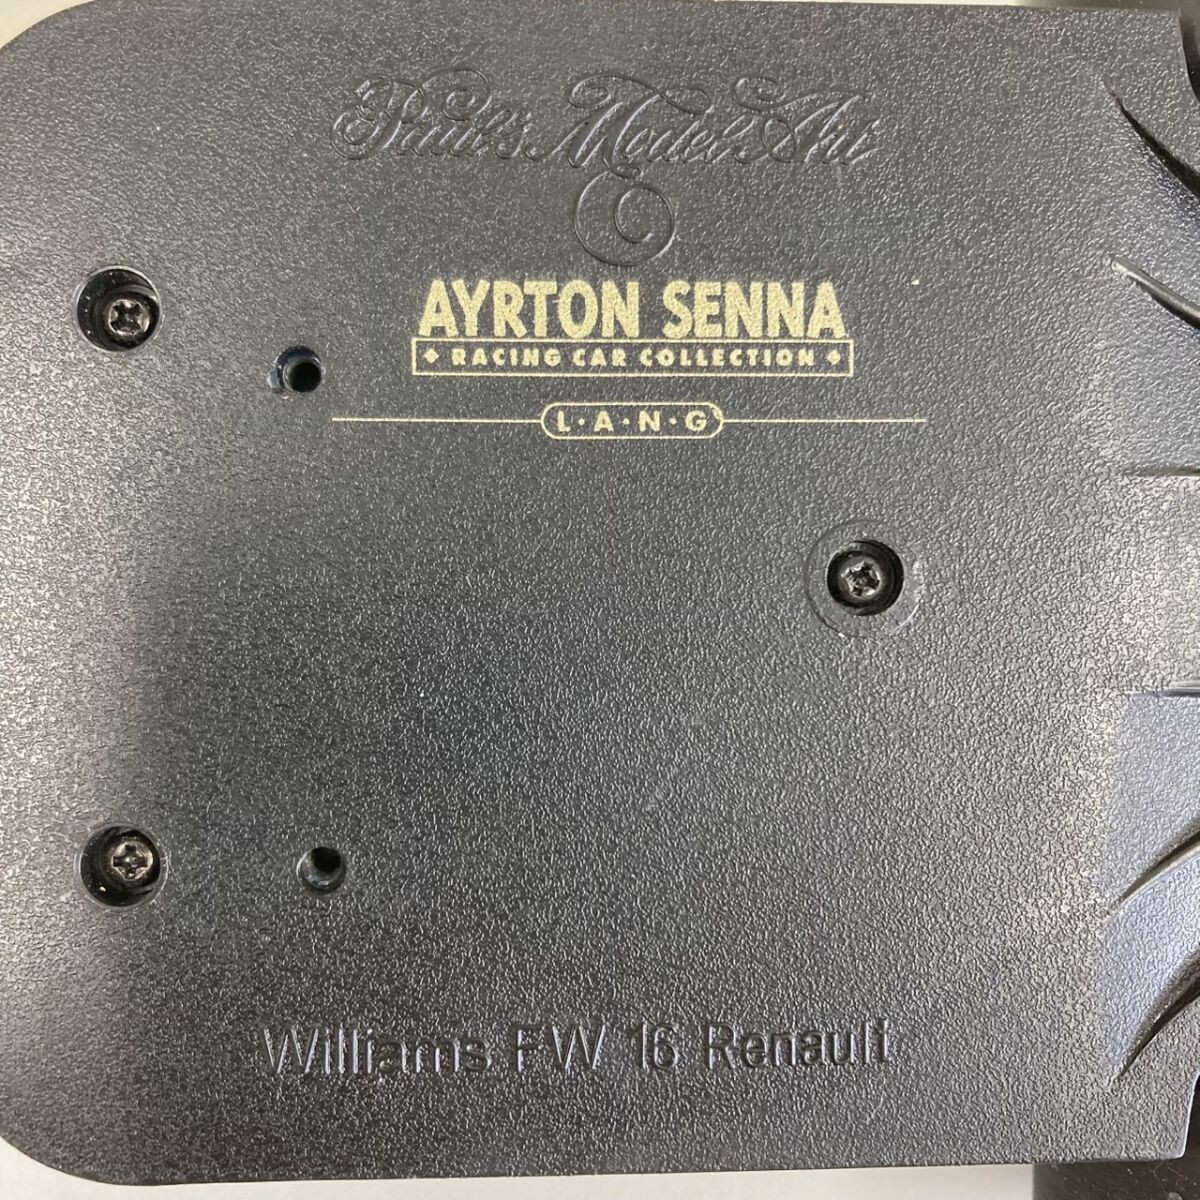 Paul's Model Art
AYRTON SENNA
RACING CAR COLLECTION
L·A·N·G
Williams FW 16 Renault